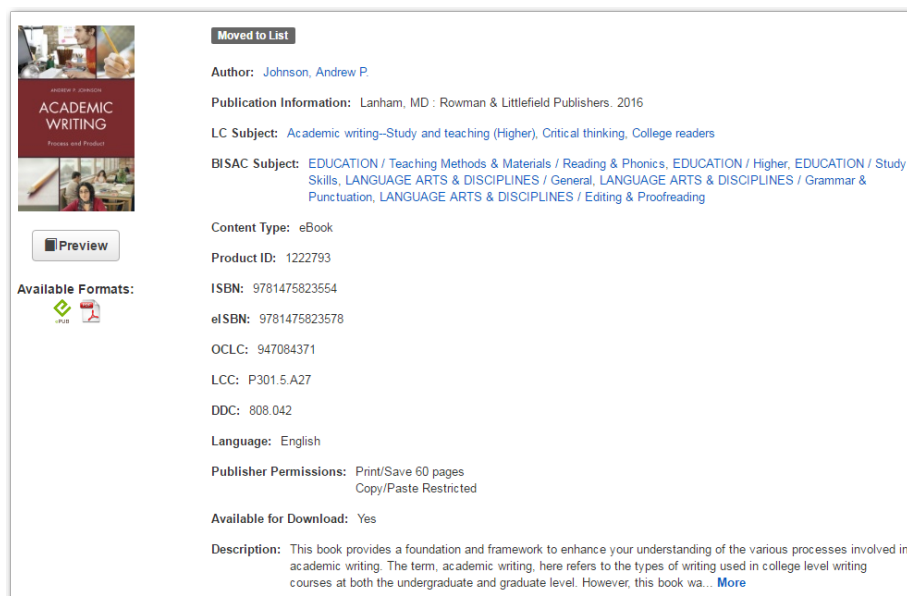 Moved to List
ANDREW P. JOHNSON
ACADEMIC
WRITING
Process and Product
Preview
Available Formats:
ePUB
Author: Johnson, Andrew P.
Publication Information: Lanham, MD : Rowman & Littlefield Publishers. 2016
LC Subject: Academic writing--Study and teaching (Higher), Critical thinking, College readers
BISAC Subject: EDUCATION / Teaching Methods & Materials / Reading & Phonics, EDUCATION / Higher, EDUCATION / Study
Skills, LANGUAGE ARTS & DISCIPLINES / General, LANGUAGE ARTS & DISCIPLINES / Grammar &
Punctuation, LANGUAGE ARTS & DISCIPLINES / Editing & Proofreading
Content Type: eBook
Product ID: 1222793
ISBN: 9781475823554
eISBN: 9781475823578
OCLC: 947084371
LCC: P301.5.A27
DDC: 808.042
Language: English
Publisher Permissions: Print/Save 60 pages
Copy/Paste Restricted
Available for Download: Yes
Description: This book provides a foundation and framework to enhance your understanding of the various processes involved in
academic writing. The term, academic writing, here refers to the types of writing used in college level writing
courses at both the undergraduate and graduate level. However, this book wa... More